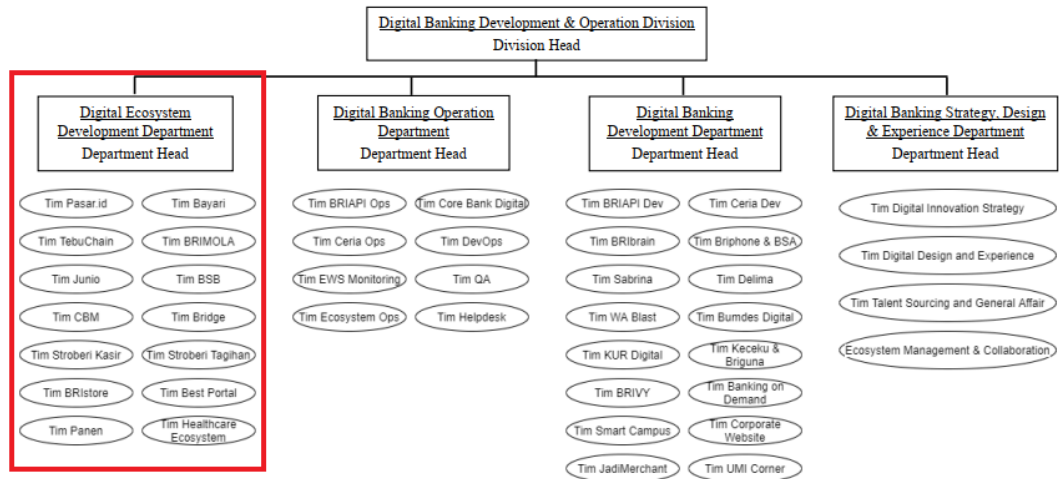 Digital Banking Development & Operation Division
Division Head
Digital Ecosystem
Development Department
Department Head
Digital Banking Operation
Department
Department Head
Digital Banking
Development Department
Department Head
Digital Banking Strategy, Design
& Experience Department
Department Head
Tim Pasar.id
Tim Bayari
Tim TebuChain
Tim BRIMOLA
Tim Junio
Tim BSB
Tim CBM
Tim Bridge
Tim Stroberi Kasir
Tim Stroberi Tagihan
Tim BRIstore
Tim Best Portal
Tim Panen
Tim Healthcare
Ecosystem
Tim BRIAPI Ops
Tim Core Bank Digital
Tim Ceria Ops
Tim DevOps
Tim EWS Monitoring
Tim QA
Tim Ecosystem Ops
Tim Helpdesk
Tim BRIAPI Dev
Tim Ceria Dev
Tim BRIbrain
Tim Briphone & BSA
Tim Sabrina
Tim Delima
Tim WA Blast
Tim Bumdes Digital
Tim KUR Digital
Tim Keceku &
Briguna
Tim BRIVY
Tim Banking on
Demand
Tim Smart Campus
Tim Corporate
Website
Tim JadiMerchant
Tim UMI Corner
Tim Digital Innovation Strategy
Tim Digital Design and Experience
Tim Talent Sourcing and General Affair
Ecosystem Management & Collaboration